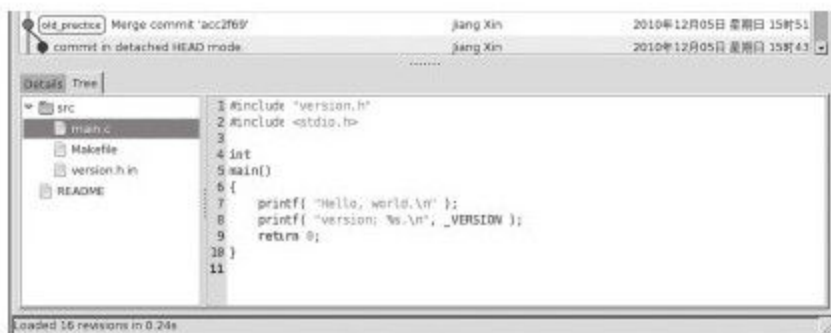 old_practice Merge commit 'acc2f69' Jiang Xin 2010年12月05日 星期日 15时51
commit in detached HEAD mode. Jiang Xin 2010年12月05日 星期日 15时43
Details Tree
src
main.c
Makefile
version.h.in
README
1 #include "version.h"
2 #include <stdio.h>
3
4 int
5 main()
6 {
7 printf( "Hello, world.\n" );
8 printf( "version: %s.\n", _VERSION );
9 return 0;
10 }
11
Loaded 16 revisions in 0.24s